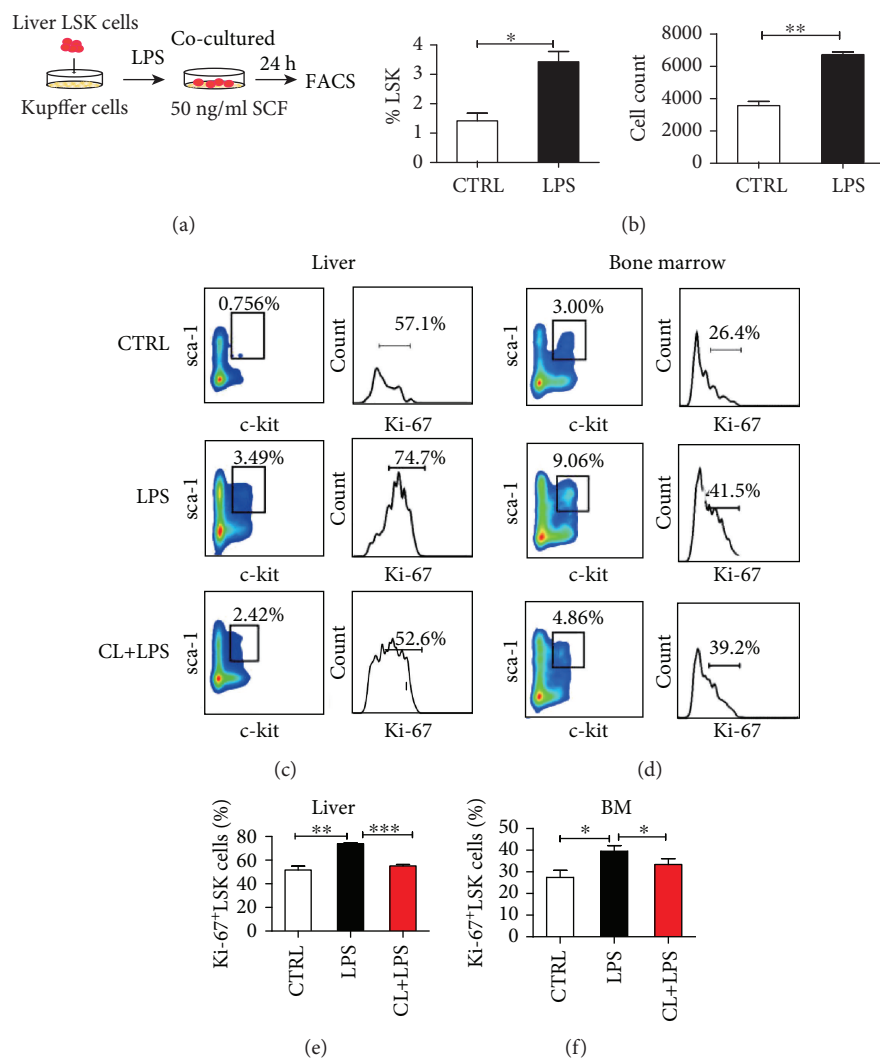 Liver LSK cells
LPS
Co-cultured
24 h
FACS
Kupffer cells
50 ng/ml SCF
(a)
% LSK
4
3
2
1
0
*
CTRL
LPS
Cell count
8000
6000
4000
2000
0
**
CTRL
LPS
(b)
Liver
CTRL
0.756%
sca-1
c-kit
57.1%
Count
Ki-67
LPS
3.49%
sca-1
c-kit
74.7%
Count
Ki-67
CL+LPS
2.42%
sca-1
c-kit
52.6%
Count
Ki-67
(c)
Bone marrow
3.00%
sca-1
c-kit
26.4%
Count
Ki-67
9.06%
sca-1
c-kit
41.5%
Count
Ki-67
4.86%
sca-1
c-kit
39.2%
Count
Ki-67
(d)
Liver
Ki-67+LSK cells (%)
80
60
40
20
0
**
***
CTRL
LPS
CL+LPS
(e)
BM
Ki-67+LSK cells (%)
50
40
30
20
10
0
*
*
CTRL
LPS
CL+LPS
(f)